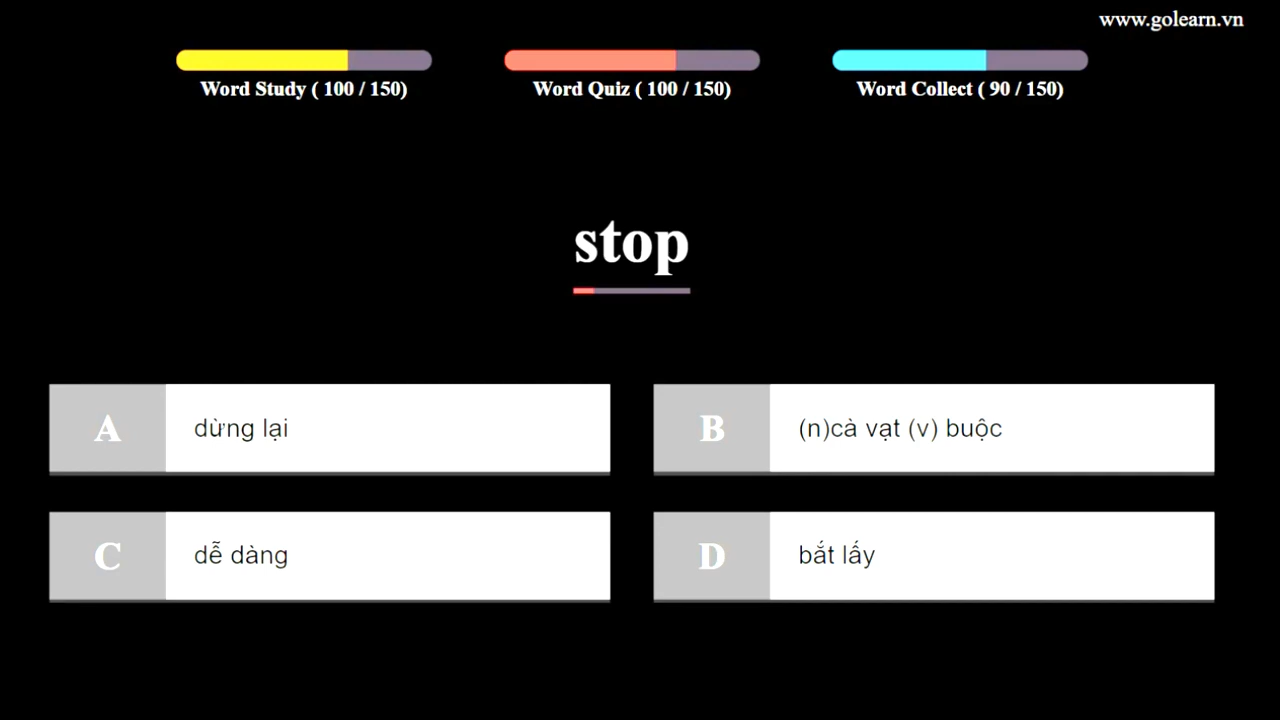 www.golearn.vn
Word Study ( 100 / 150)
Word Quiz ( 100 / 150)
Word Collect ( 90 / 150)
stop
A
dừng lại
B
(n)cà vạt (v) buộc
C
dễ dàng
D
bắt lấy